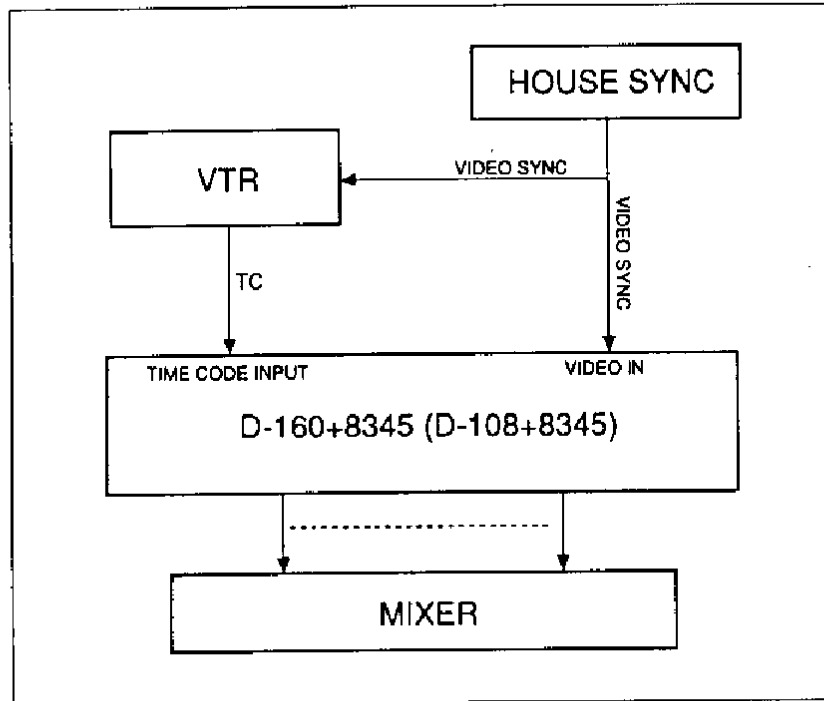 HOUSE SYNC
VTR
VIDEO SYNC
VIDEO SYNC
TC
TIME CODE INPUT
VIDEO IN
D-160+8345 (D-108+8345)
MIXER